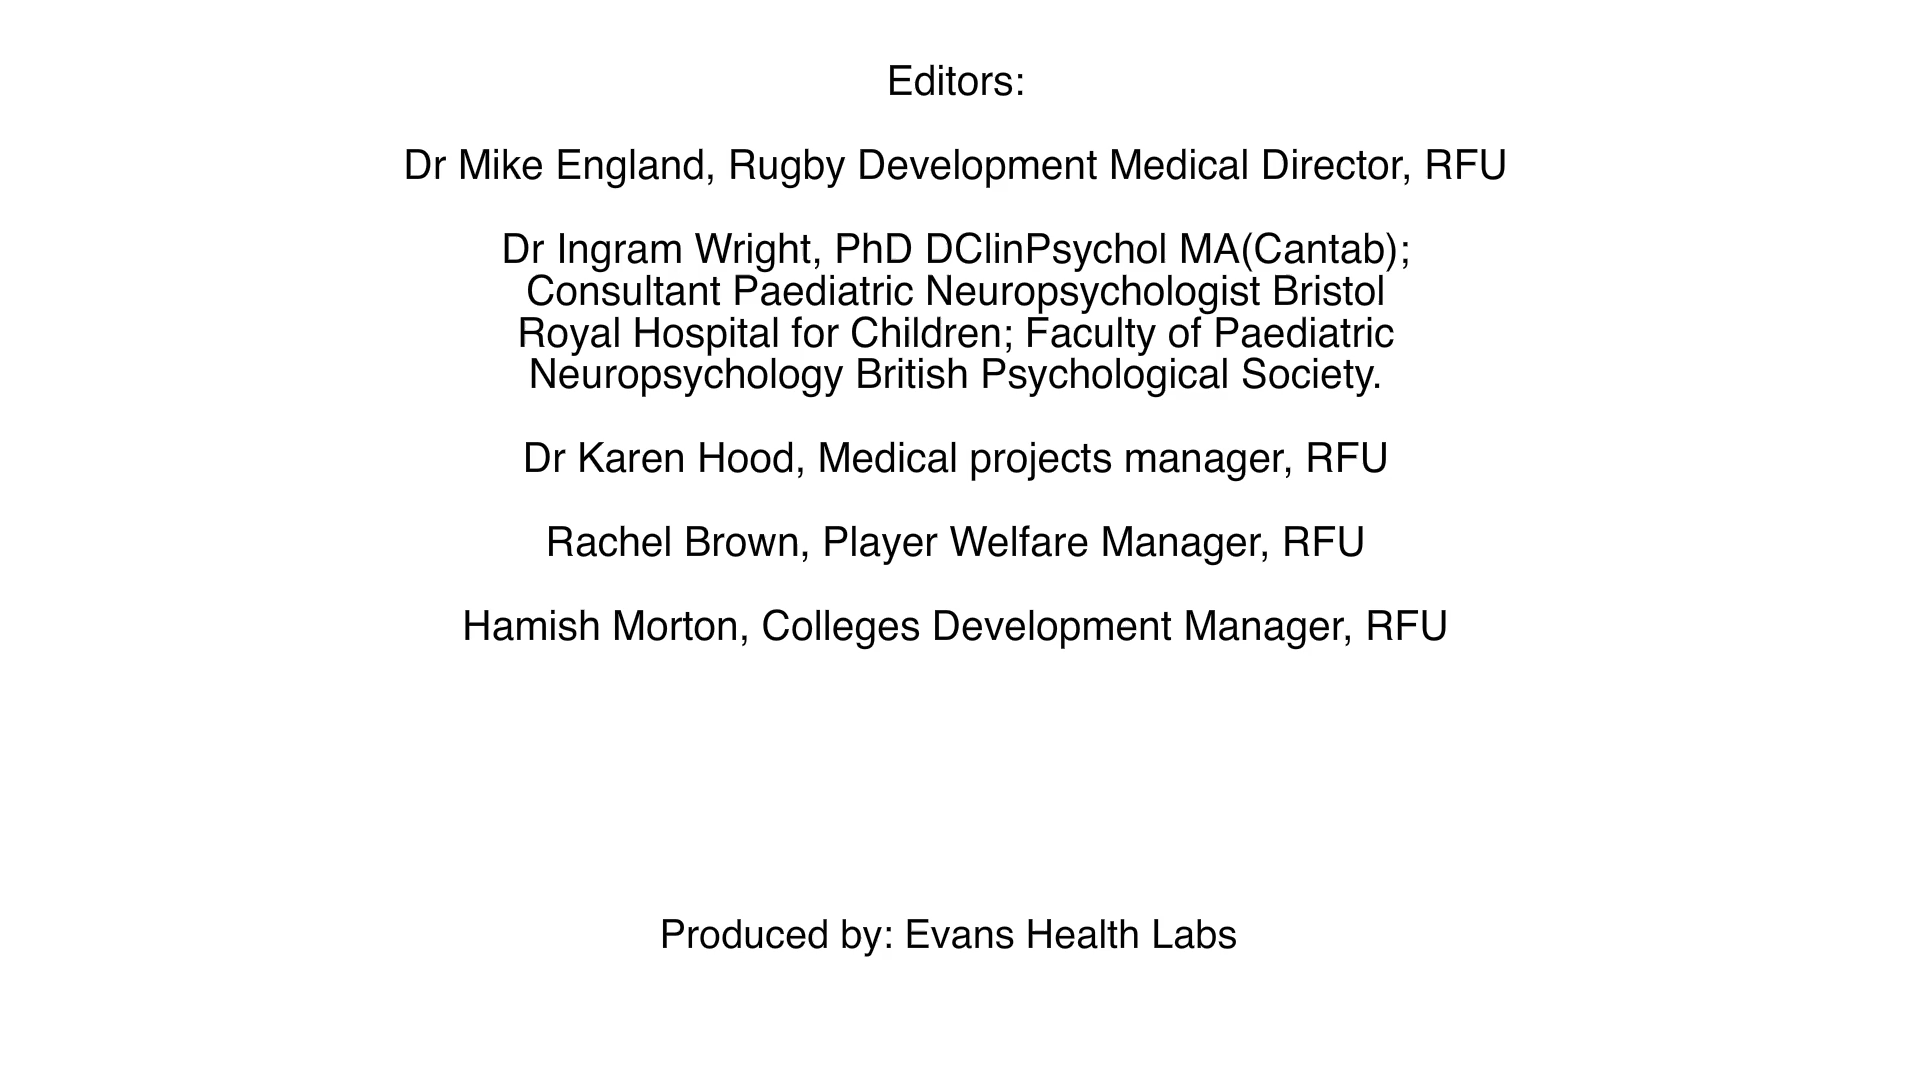 Editors:
Dr Mike England, Rugby Development Medical Director, RFU
Dr Ingram Wright, PhD DClinPsychol MA(Cantab);
Consultant Paediatric Neuropsychologist Bristol
Royal Hospital for Children; Faculty of Paediatric
Neuropsychology British Psychological Society.
Dr Karen Hood, Medical projects manager, RFU
Rachel Brown, Player Welfare Manager, RFU
Hamish Morton, Colleges Development Manager, RFU
Produced by: Evans Health Labs